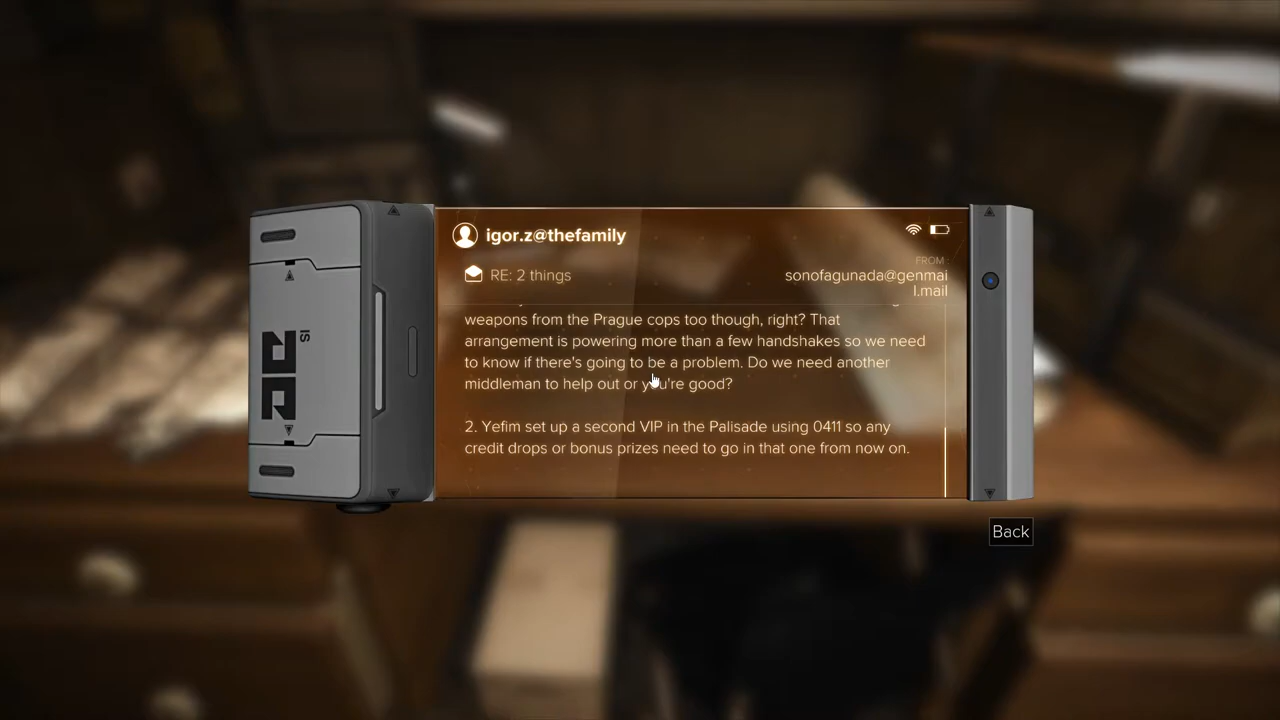 igor.z@thefamily
FROM :
RE: 2 things
sonofagunada@genmai
l.mail
weapons from the Prague cops too though, right? That
arrangement is powering more than a few handshakes so we need
to know if there's going to be a problem. Do we need another
middleman to help out or you're good?
2. Yefim set up a second VIP in the Palisade using 0411 so any
credit drops or bonus prizes need to go in that one from now on.
IS
Back